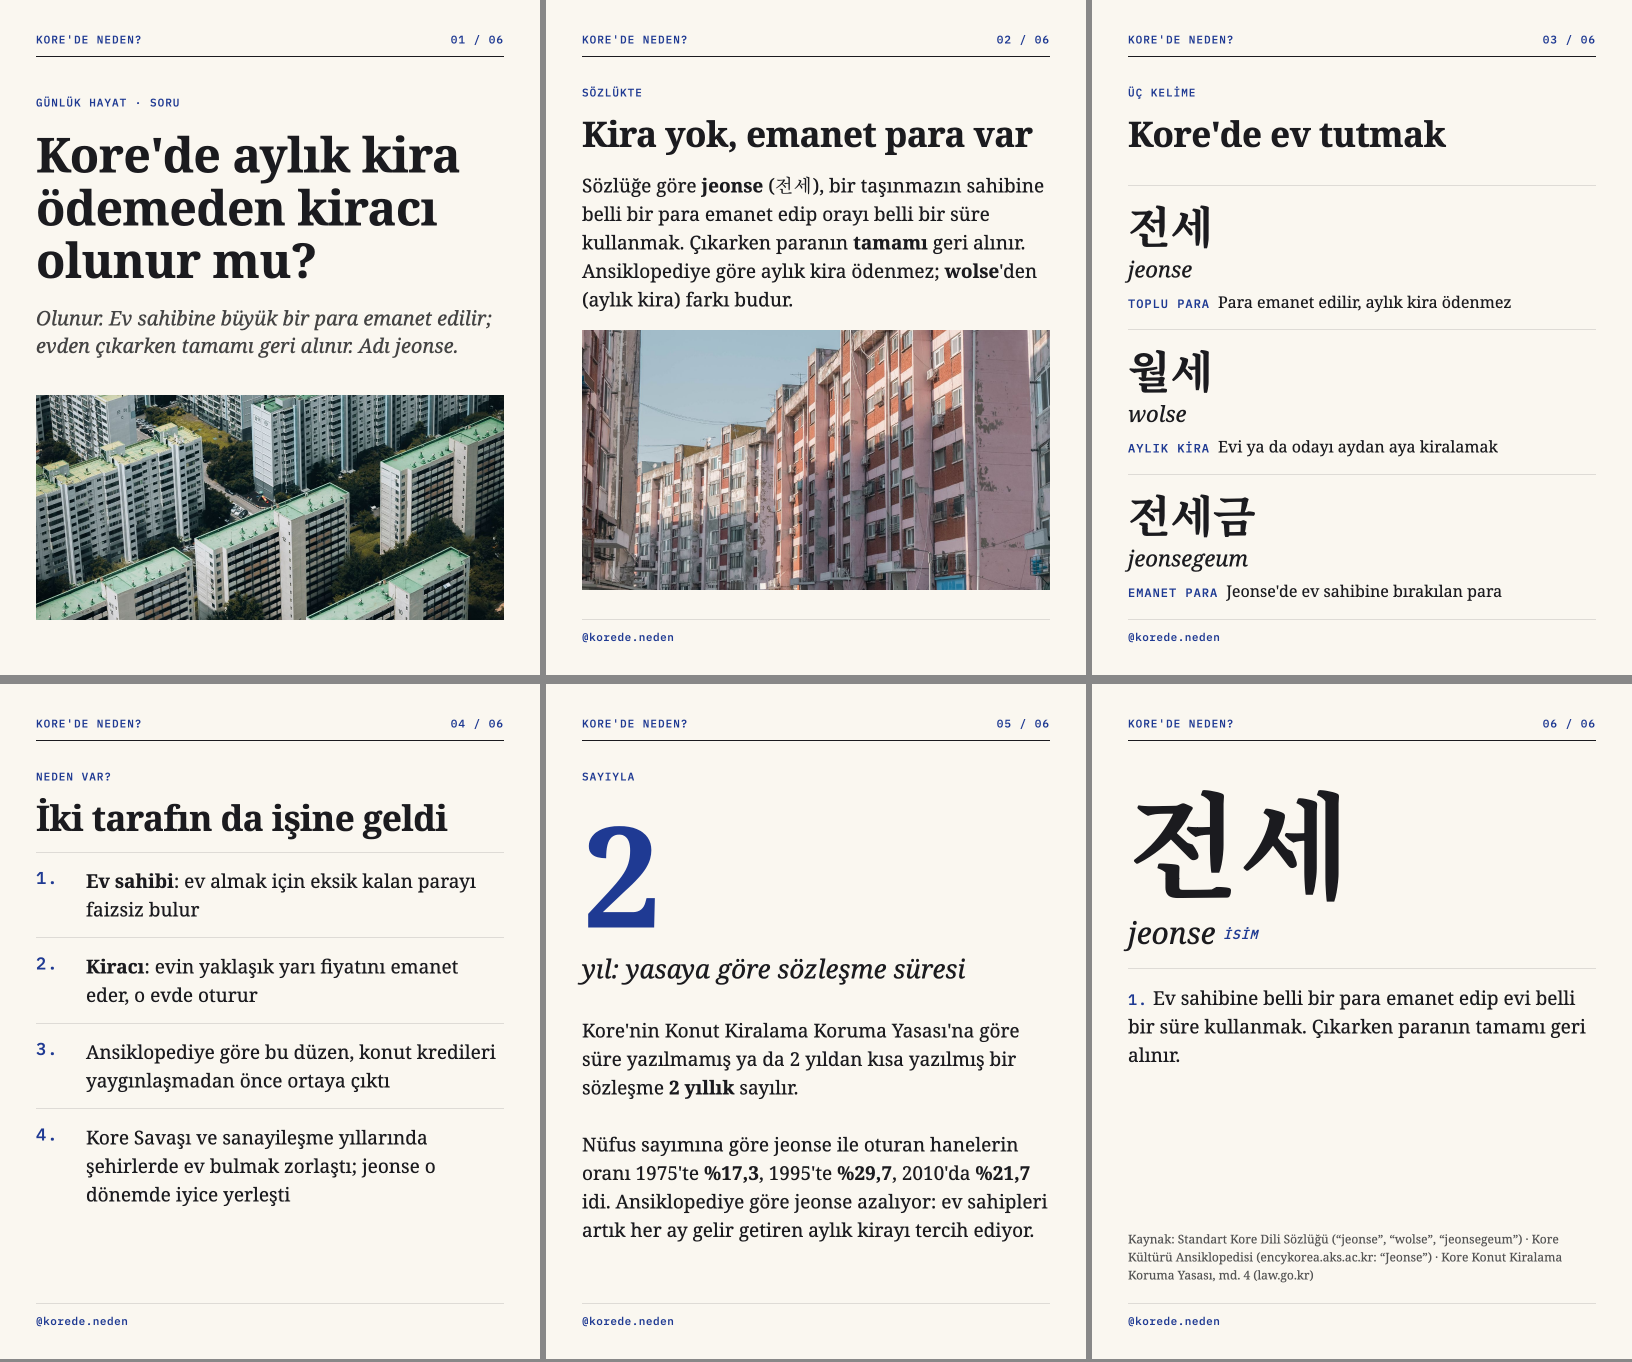 KORE'DE NEDEN?
01 / 06
GÜNLÜK HAYAT · SORU
Kore'de aylık kira
ödemeden kiracı
olunur mu?
Olunur. Ev sahibine büyük bir para emanet edilir;
evden çıkarken tamamı geri alınır. Adı jeonse.
KORE'DE NEDEN?
02 / 06
SÖZLÜKTE
Kira yok, emanet para var
Sözlüğe göre jeonse (전세), bir taşınmazın sahibine
belli bir para emanet edip orayı belli bir süre
kullanmak. Çıkarken paranın tamamı geri alınır.
Ansiklopediye göre aylık kira ödenmez; wolse'den
(aylık kira) farkı budur.
@korede.neden
KORE'DE NEDEN?
03 / 06
ÜÇ KELİME
Kore'de ev tutmak
전세
jeonse
TOPLU PARA Para emanet edilir, aylık kira ödenmez
월세
wolse
AYLIK KİRA Evi ya da odayı aydan aya kiralamak
전세금
jeonsegeum
EMANET PARA Jeonse'de ev sahibine bırakılan para
@korede.neden
KORE'DE NEDEN?
04 / 06
NEDEN VAR?
İki tarafın da işine geldi
1. Ev sahibi: ev almak için eksik kalan parayı
faizsiz bulur
2. Kiracı: evin yaklaşık yarı fiyatını emanet
eder, o evde oturur
3. Ansiklopediye göre bu düzen, konut kredileri
yaygınlaşmadan önce ortaya çıktı
4. Kore Savaşı ve sanayileşme yıllarında
şehirlerde ev bulmak zorlaştı; jeonse o
dönemde iyice yerleşti
@korede.neden
KORE'DE NEDEN?
05 / 06
SAYIYLA
2
yıl: yasaya göre sözleşme süresi
Kore'nin Konut Kiralama Koruma Yasası'na göre
süre yazılmamış ya da 2 yıldan kısa yazılmış bir
sözleşme 2 yıllık sayılır.
Nüfus sayımına göre jeonse ile oturan hanelerin
oranı 1975'te %17,3, 1995'te %29,7, 2010'da %21,7
idi. Ansiklopediye göre jeonse azalıyor: ev sahipleri
artık her ay gelir getiren aylık kirayı tercih ediyor.
@korede.neden
KORE'DE NEDEN?
06 / 06
전세
jeonse İSİM
1. Ev sahibine belli bir para emanet edip evi belli
bir süre kullanmak. Çıkarken paranın tamamı geri
alınır.
Kaynak: Standart Kore Dili Sözlüğü (“jeonse”, “wolse”, “jeonsegeum”) · Kore
Kültürü Ansiklopedisi (encykorea.aks.ac.kr: “Jeonse”) · Kore Konut Kiralama
Koruma Yasası, md. 4 (law.go.kr)
@korede.neden